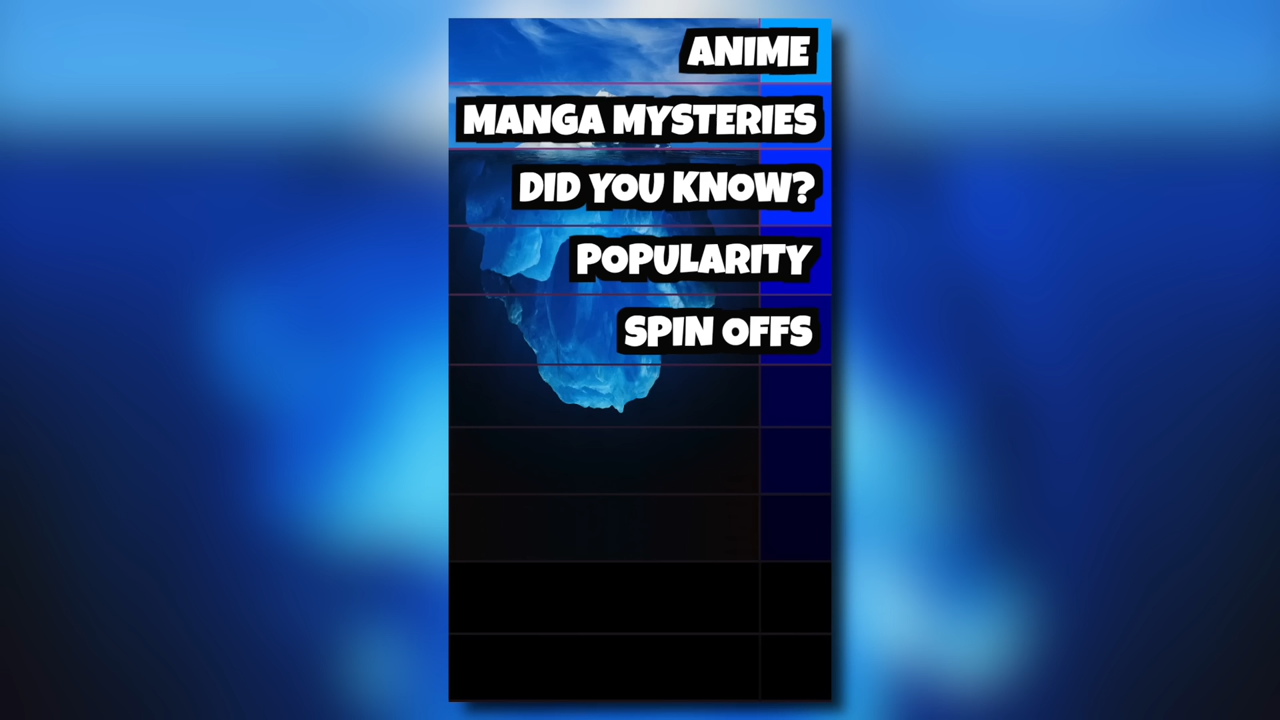 ANIME
MANGA MYSTERIES
DID YOU KNOW?
POPULARITY
SPIN OFFS